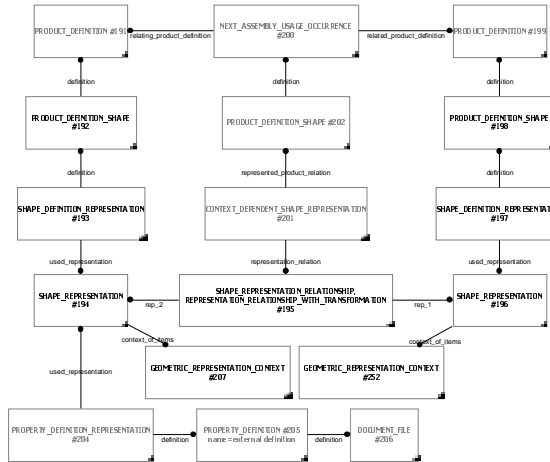 PRODUCT_DEFINITION #191
relating_product_definition
NEXT_ASSEMBLY_USAGE_OCCURRENCE
#200
related_product_definition
PRODUCT_DEFINITION #199
definition
definition
definition
PRODUCT_DEFINITION_SHAPE
#192
PRODUCT_DEFINITION_SHAPE #202
PRODUCT_DEFINITION_SHAPE
#198
definition
represented_product_relation
definition
SHAPE_DEFINITION_REPRESENTATION
#193
CONTEXT_DEPENDENT_SHAPE_REPRESENTATION
#201
SHAPE_DEFINITION_REPRESENTATION
#197
used_representation
representation_relation
used_representation
SHAPE_REPRESENTATION
#194
rep_2
SHAPE_REPRESENTATION_RELATIONSHIP,
REPRESENTATION_RELATIONSHIP_WITH_TRANSFORMATION
#195
rep_1
SHAPE_REPRESENTATION
#196
context_of_items
context_of_items
used_representation
GEOMETRIC_REPRESENTATION_CONTEXT
#207
GEOMETRIC_REPRESENTATION_CONTEXT
#252
PROPERTY_DEFINITION_REPRESENTATION
#204
definition
PROPERTY_DEFINITION #205
name=external definition
definition
DOCUMENT_FILE
#206